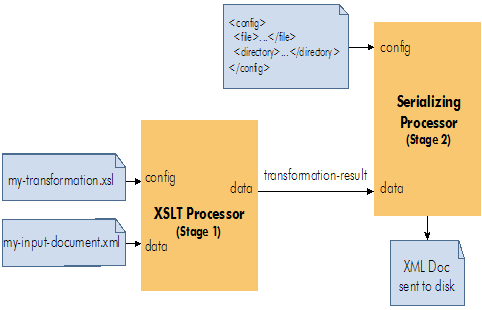 <config>
<file>...</file>
<directory>...</directory>
</config>
config
Serializing
Processor
(Stage 2)
data
my-transformation.xsl
my-input-document.xml
config
data
XSLT Processor
(Stage 1)
data
transformation-result
XML Doc
sent to disk